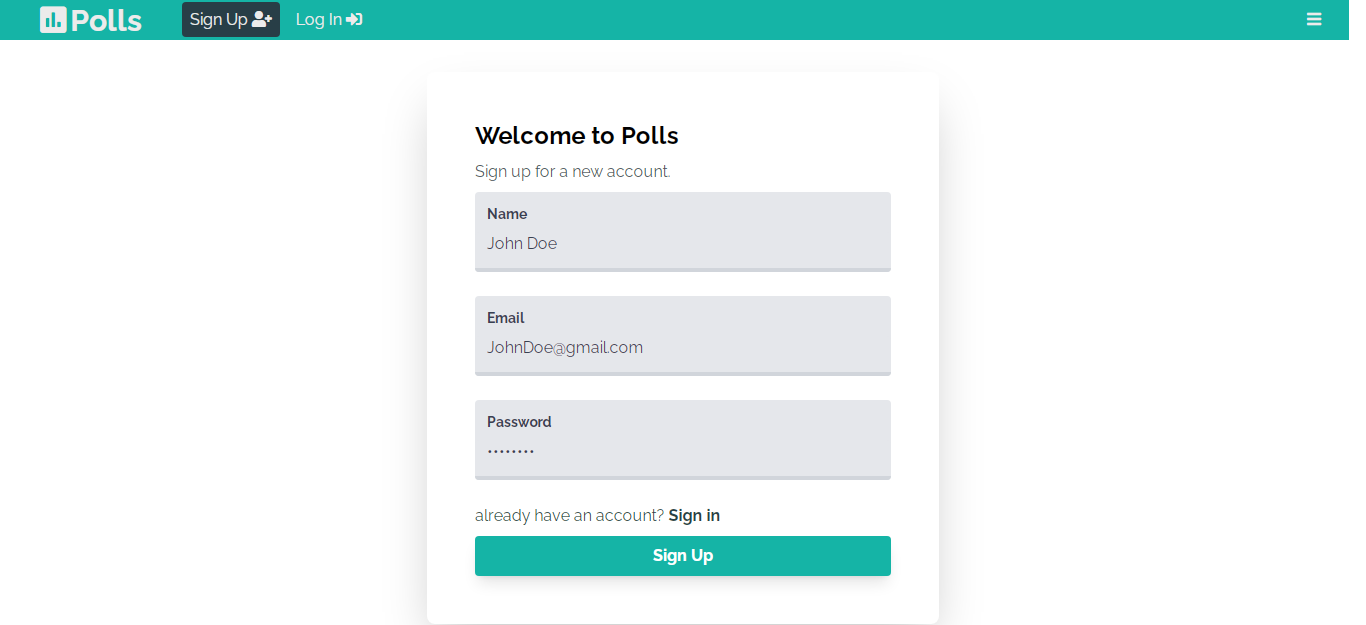 Polls
Sign Up
Log In
Welcome to Polls
Sign up for a new account.
Name
John Doe
Email
JohnDoe@gmail.com
Password
••••••••
already have an account? Sign in
Sign Up